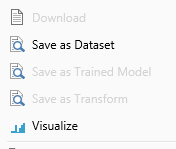 Download
Save as Dataset
Save as Trained Model
Save as Transform
Visualize